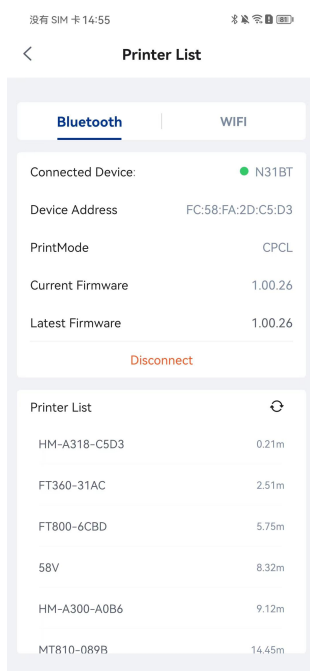 没有 SIM 卡 14:55
Printer List
Bluetooth
WIFI
Connected Device: N31BT
Device Address FC:58:FA:2D:C5:D3
PrintMode CPCL
Current Firmware 1.00.26
Latest Firmware 1.00.26
Disconnect
Printer List
HM-A318-C5D3 0.21m
FT360-31AC 2.51m
FT800-6CBD 5.75m
58V 8.32m
HM-A300-A0B6 9.12m
MT810-089B 14.45m